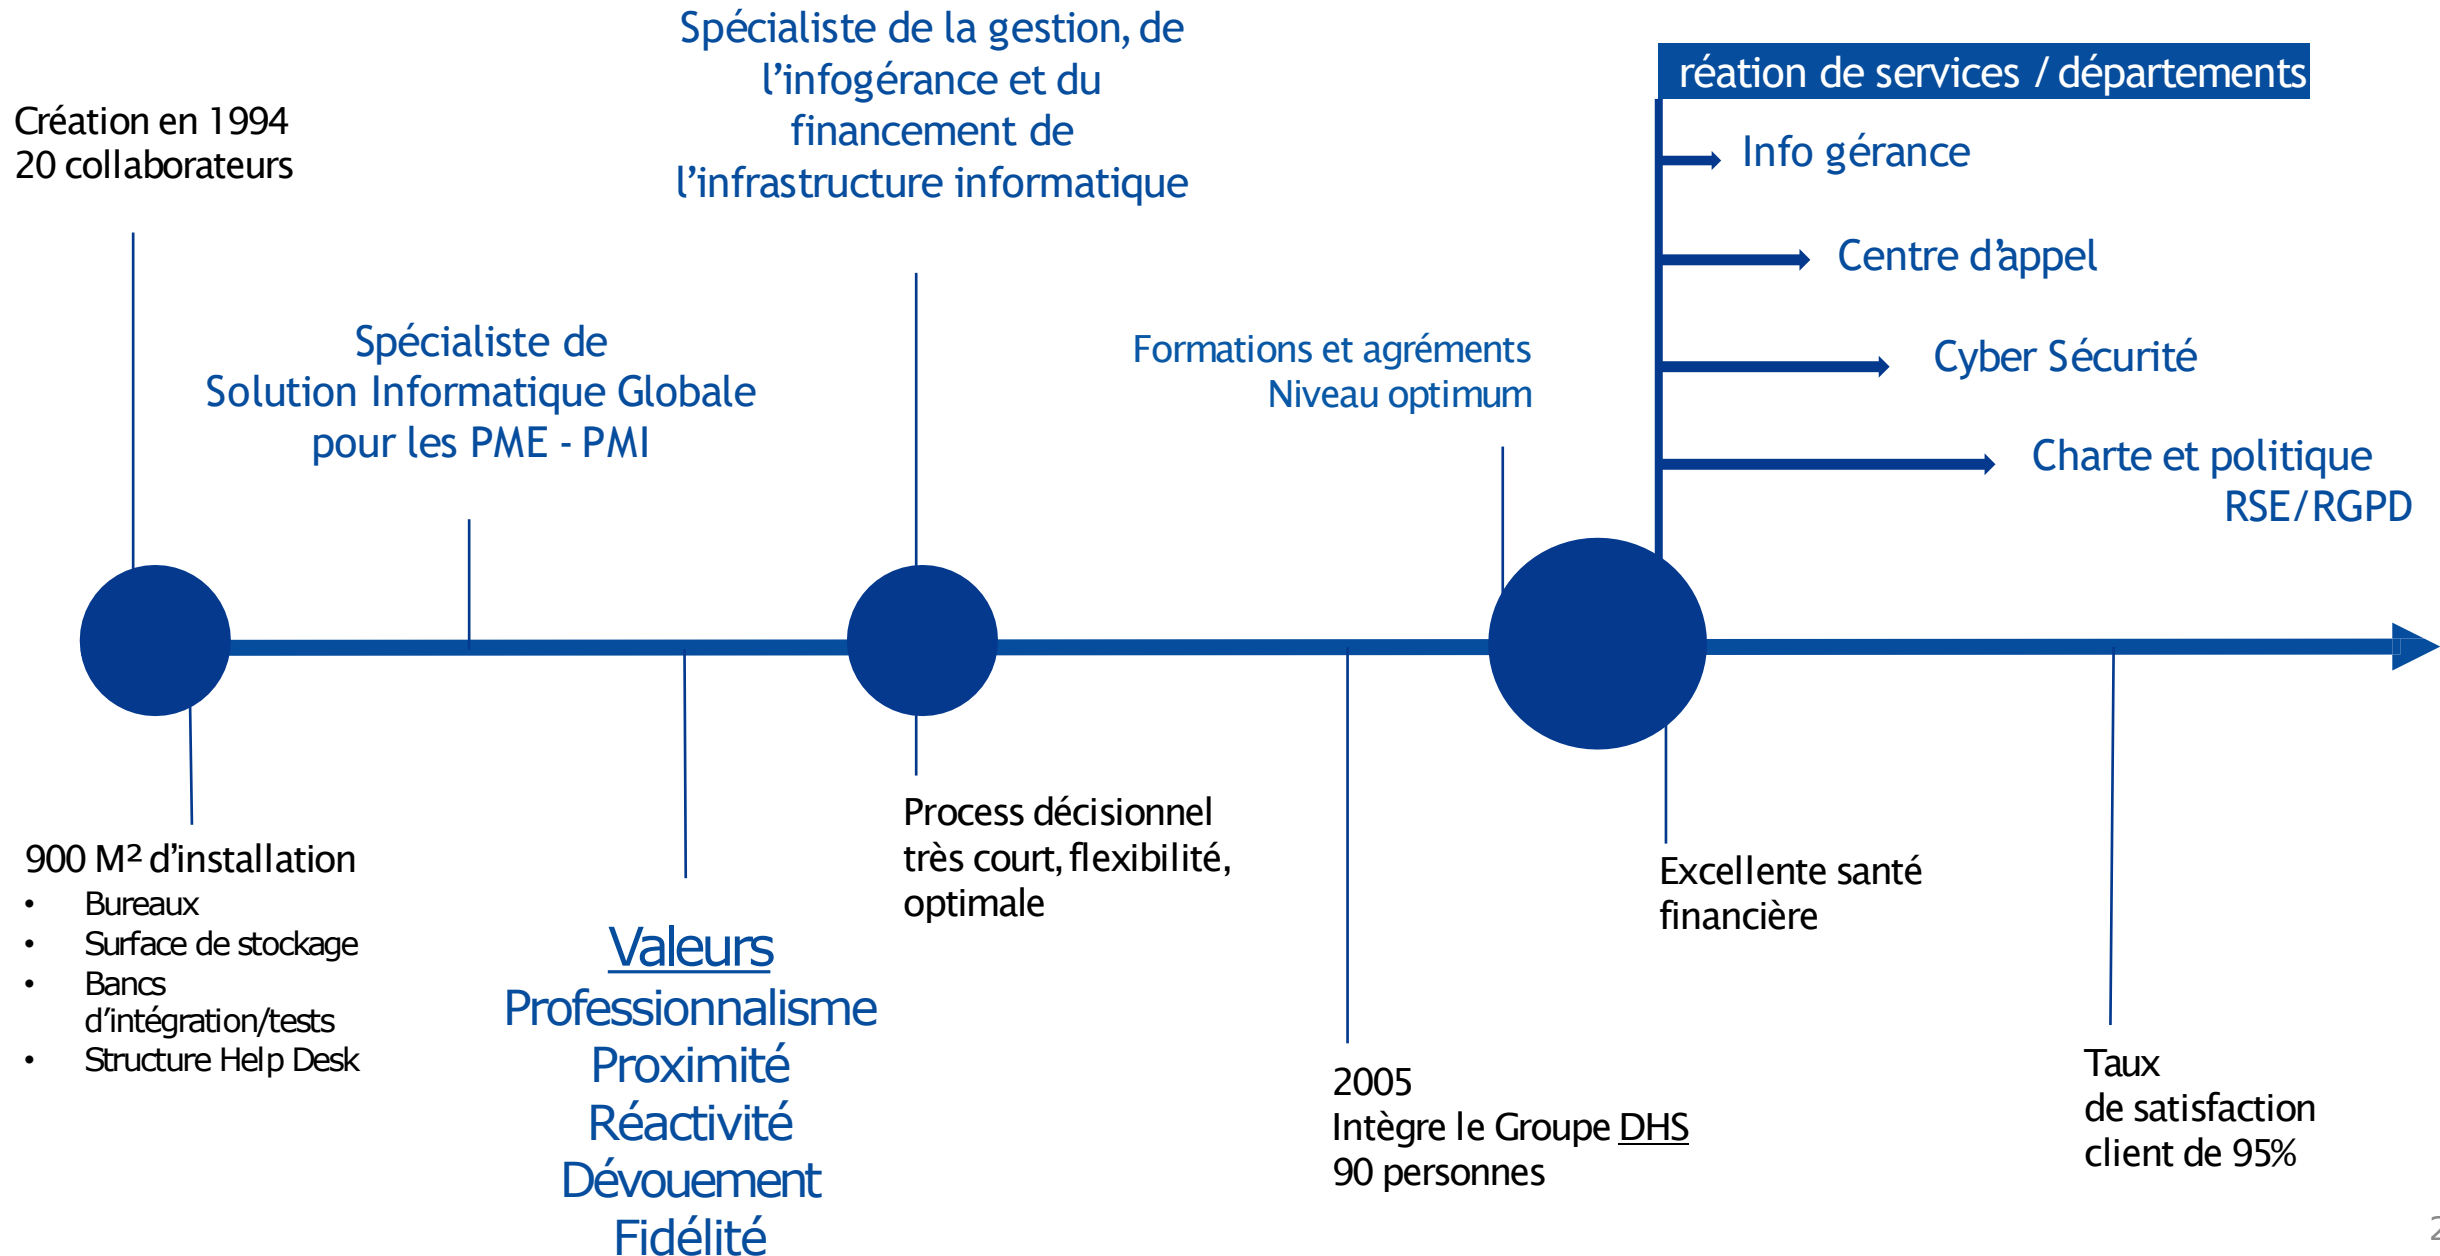 Création en 1994
20 collaborateurs
Spécialiste de la gestion, de
l’infogérance et du
financement de
l’infrastructure informatique
réation de services / départements
Info gérance
Centre d’appel
Cyber Sécurité
Charte et politique
RSE/RGPD
Spécialiste de
Solution Informatique Globale
pour les PME - PMI
Formations et agréments
Niveau optimum
900 M² d’installation
• Bureaux
• Surface de stockage
• Bancs
d’intégration/tests
• Structure Help Desk
Valeurs
Professionnalisme
Proximité
Réactivité
Dévouement
Fidélité
Process décisionnel
très court, flexibilité,
optimale
2005
Intègre le Groupe DHS
90 personnes
Excellente santé
financière
Taux
de satisfaction
client de 95%